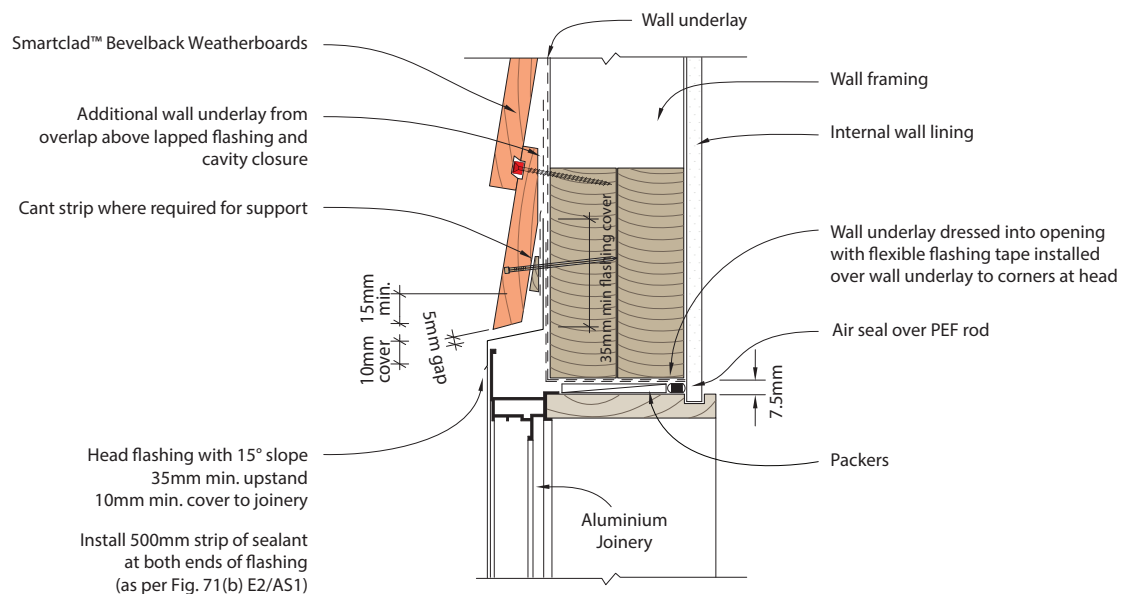 Wall underlay
Smartclad™ Bevelback Weatherboards
Wall framing
Additional wall underlay from
overlap above lapped flashing and
cavity closure
Internal wall lining
Cant strip where required for support
Wall underlay dressed into opening
with flexible flashing tape installed
over wall underlay to corners at head
35mm min flashing cover
15mm
min.
5mm gap
10mm
cover
Air seal over PEF rod
7.5mm
Head flashing with 15° slope
35mm min. upstand
10mm min. cover to joinery
Packers
Aluminium
Joinery
Install 500mm strip of sealant
at both ends of flashing
(as per Fig. 71(b) E2/AS1)